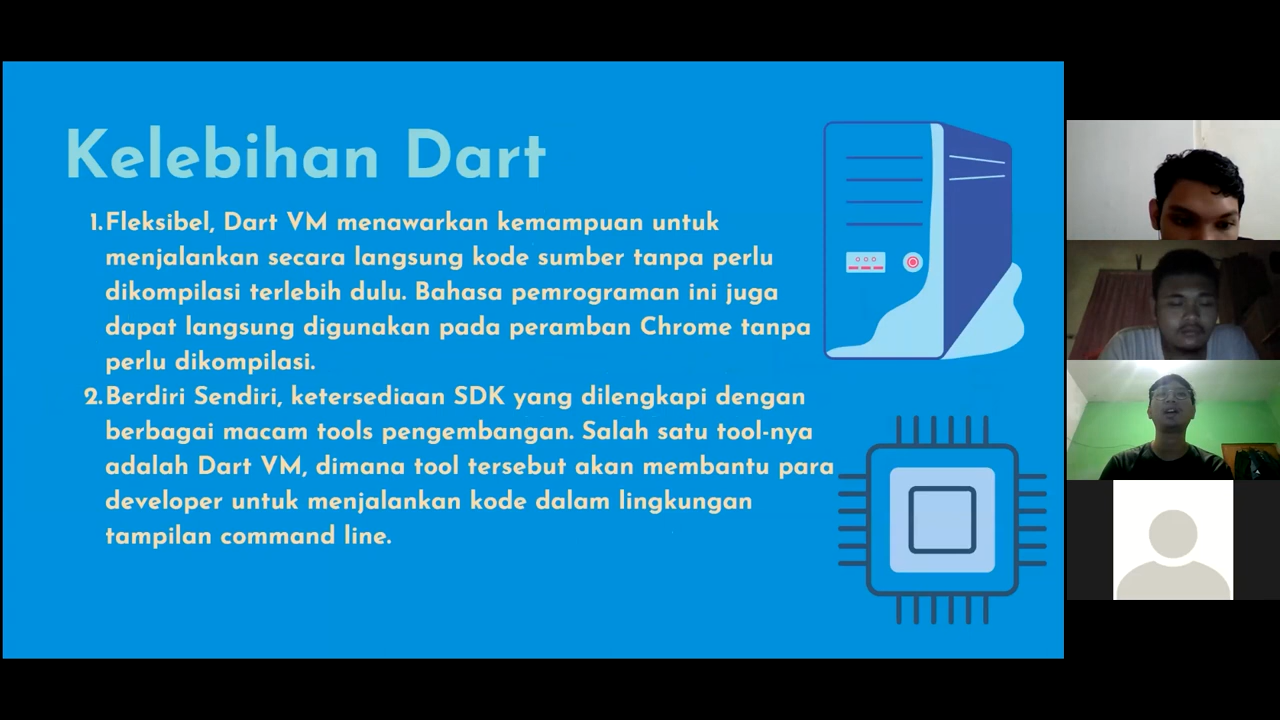 Kelebihan Dart
1.Fleksibel, Dart VM menawarkan kemampuan untuk
menjalankan secara langsung kode sumber tanpa perlu
dikompilasi terlebih dulu. Bahasa pemrograman ini juga
dapat langsung digunakan pada peramban Chrome tanpa
perlu dikompilasi.
2.Berdiri Sendiri, ketersediaan SDK yang dilengkapi dengan
berbagai macam tools pengembangan. Salah satu tool-nya
adalah Dart VM, dimana tool tersebut akan membantu para
developer untuk menjalankan kode dalam lingkungan
tampilan command line.